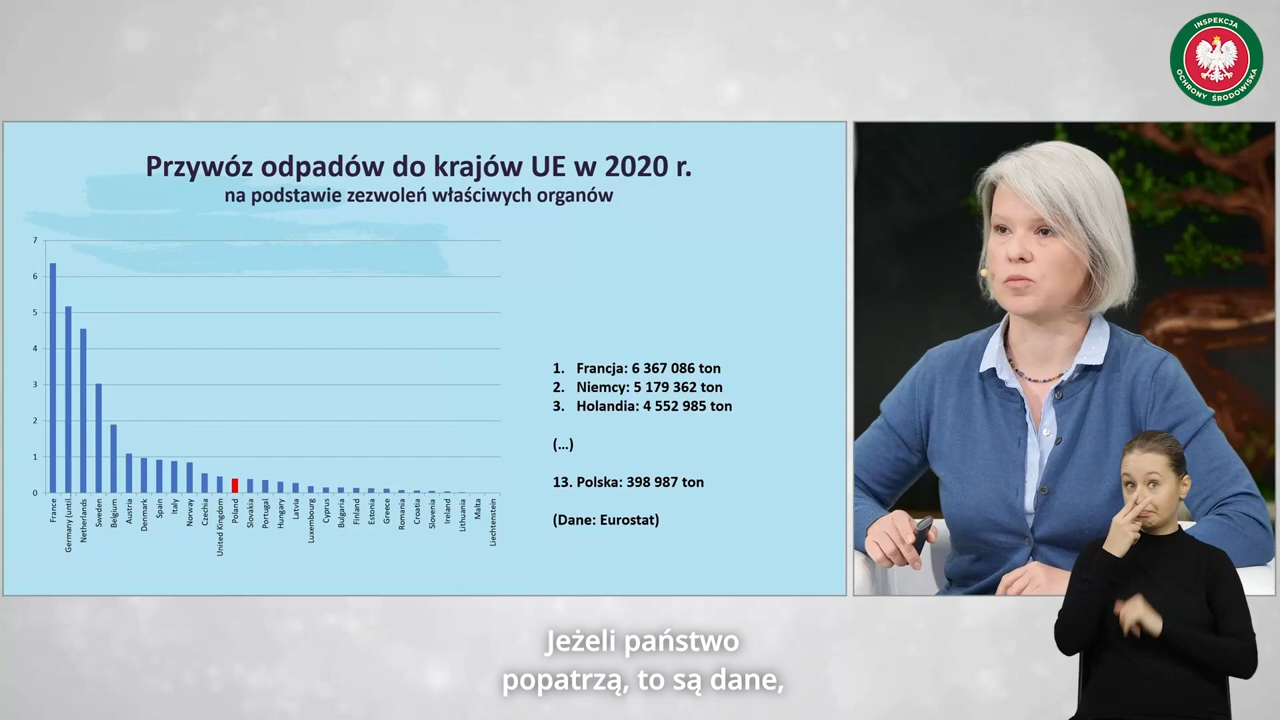 INSPEKCJA
OCHRONY ŚRODOWISKA
Przywóz odpadów do krajów UE w 2020 r.
na podstawie zezwoleń właściwych organów
7
6
5
4
3
2
1
0
France
Germany (until
Netherlands
Sweden
Belgium
Austria
Denmark
Spain
Italy
Norway
Czechia
United Kingdom
Poland
Slovakia
Portugal
Hungary
Latvia
Luxembourg
Cyprus
Bulgaria
Finland
Estonia
Greece
Romania
Croatia
Slovenia
Ireland
Lithuania
Malta
Liechtenstein
1. Francja: 6 367 086 ton
2. Niemcy: 5 179 362 ton
3. Holandia: 4 552 985 ton
(...)
13. Polska: 398 987 ton
(Dane: Eurostat)
Jeżeli państwo
popatrzą, to są dane,